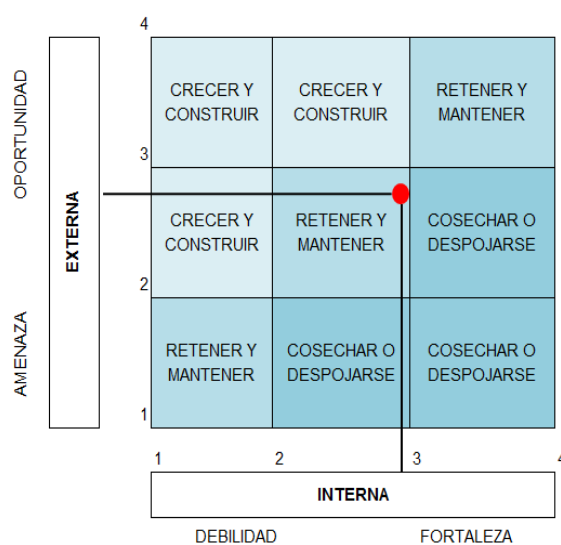 4
CRECER Y
CONSTRUIR
CRECER Y
CONSTRUIR
RETENER Y
MANTENER
OPORTUNIDAD
3
EXTERNA
CRECER Y
CONSTRUIR
RETENER Y
MANTENER
COSECHAR O
DESPOJARSE
2
AMENAZA
RETENER Y
MANTENER
COSECHAR O
DESPOJARSE
COSECHAR O
DESPOJARSE
1
1 2 3 4
INTERNA
DEBILIDAD FORTALEZA